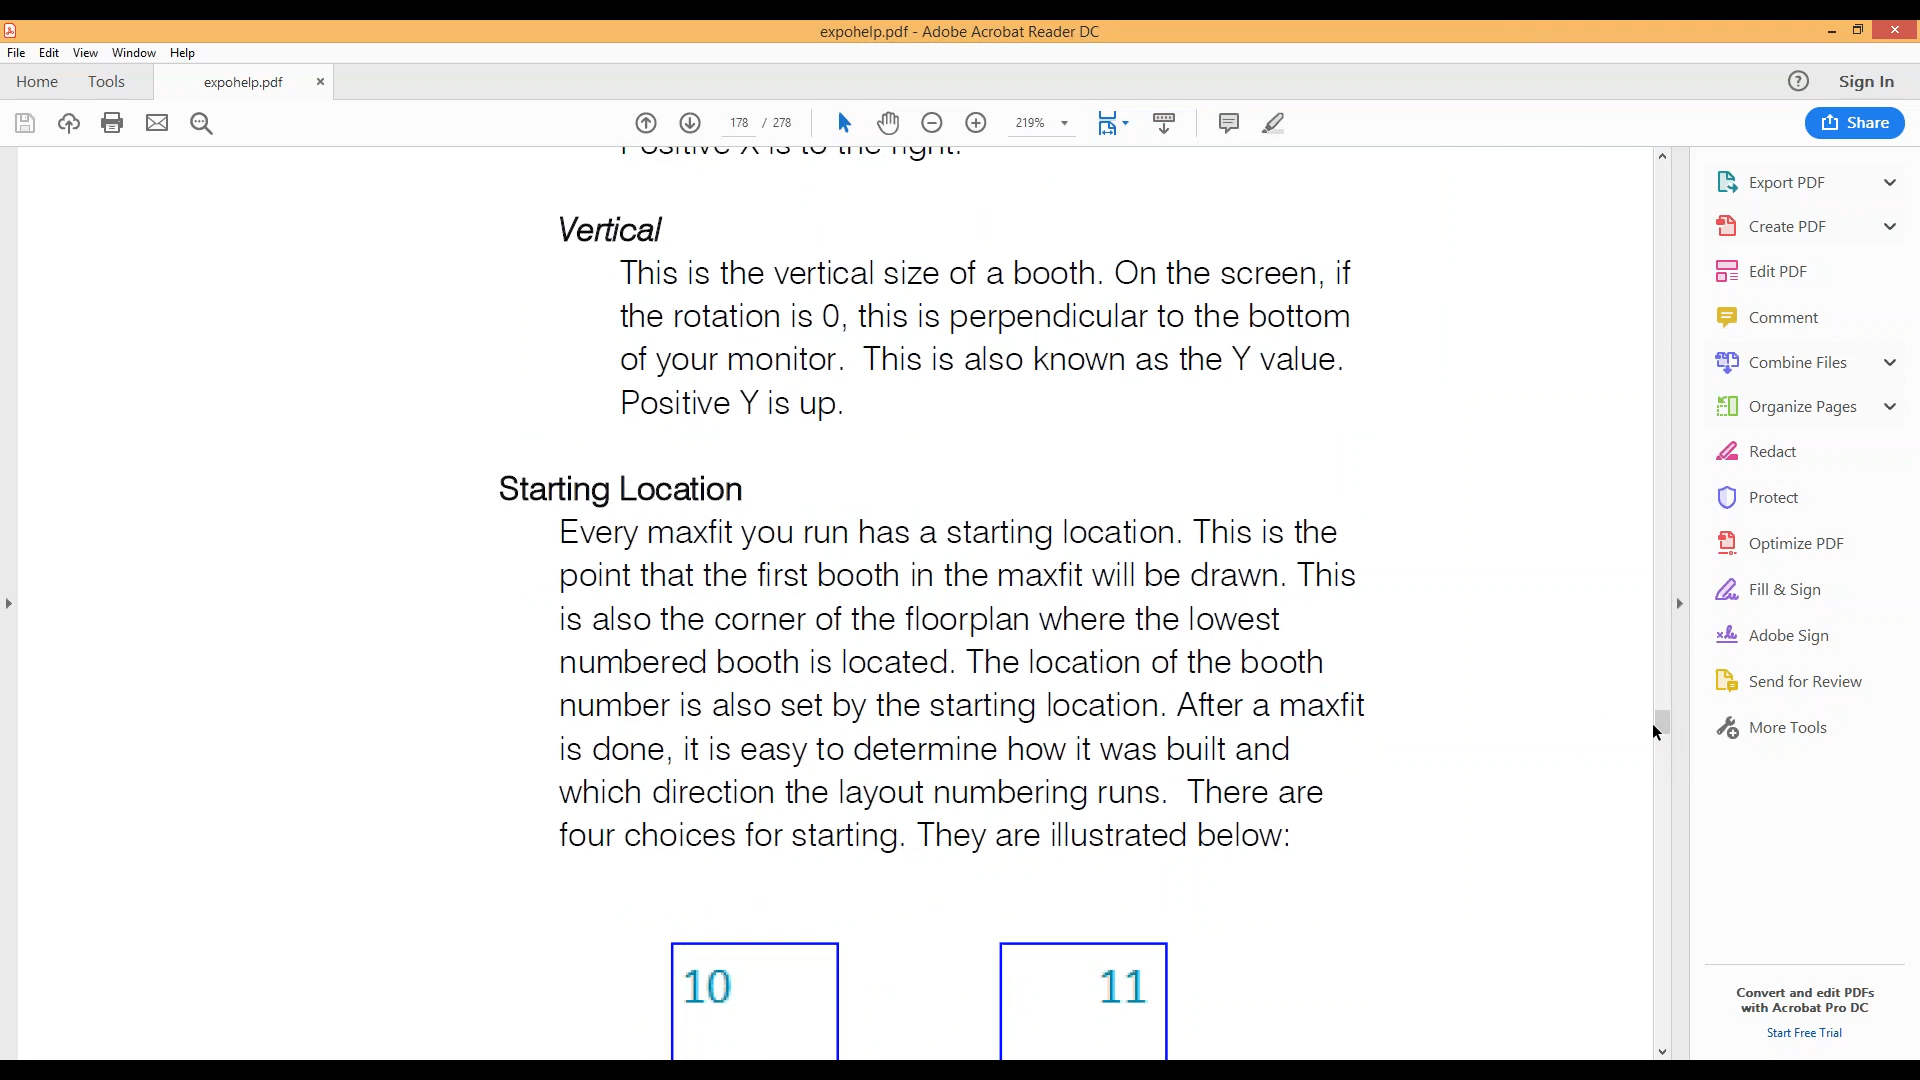 expohelp.pdf - Adobe Acrobat Reader DC
File Edit View Window Help
Home Tools expohelp.pdf × Sign In
178 / 278 219% Share
Positive X is to the right.
Vertical
This is the vertical size of a booth. On the screen, if
the rotation is 0, this is perpendicular to the bottom
of your monitor. This is also known as the Y value.
Positive Y is up.
Starting Location
Every maxfit you run has a starting location. This is the
point that the first booth in the maxfit will be drawn. This
is also the corner of the floorplan where the lowest
numbered booth is located. The location of the booth
number is also set by the starting location. After a maxfit
is done, it is easy to determine how it was built and
which direction the layout numbering runs. There are
four choices for starting. They are illustrated below:
10 11
Export PDF
Create PDF
Edit PDF
Comment
Combine Files
Organize Pages
Redact
Protect
Optimize PDF
Fill & Sign
Adobe Sign
Send for Review
More Tools
Convert and edit PDFs
with Acrobat Pro DC
Start Free Trial